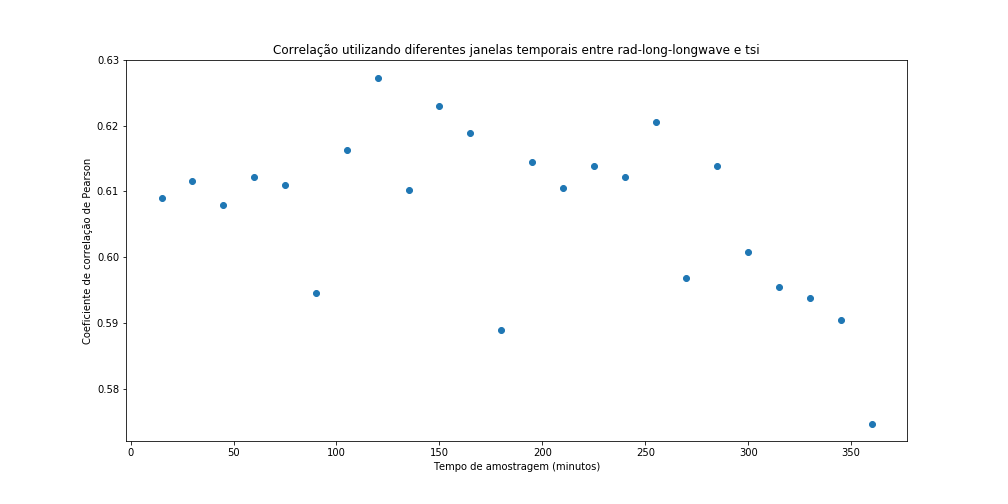 Correlação utilizando diferentes janelas temporais entre rad-long-longwave e tsi
0.63
0.62
0.61
0.60
0.59
0.58
Coeficiente de correlação de Pearson
0 50 100 150 200 250 300 350
Tempo de amostragem (minutos)